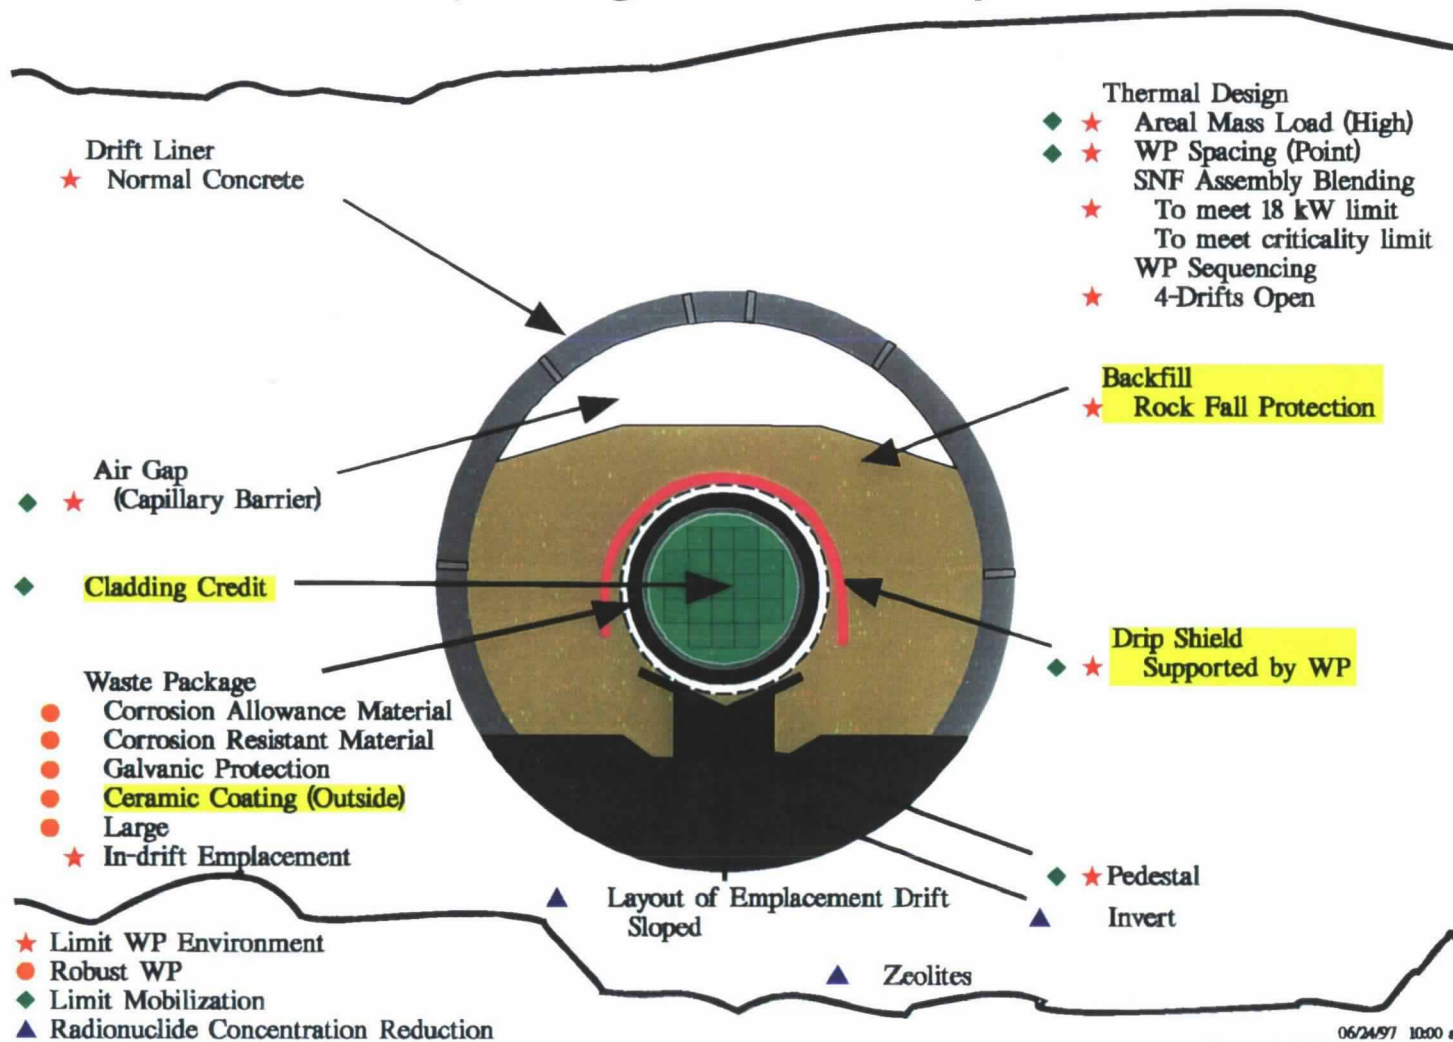 Thermal Design
Areal Mass Load (High)
WP Spacing (Point)
SNF Assembly Blending
To meet 18 kW limit
To meet criticality limit
WP Sequencing
4-Drifts Open
Drift Liner
Normal Concrete
Backfill
Rock Fall Protection
Air Gap
(Capillary Barrier)
Cladding Credit
Drip Shield
Supported by WP
Waste Package
Corrosion Allowance Material
Corrosion Resistant Material
Galvanic Protection
Ceramic Coating (Outside)
Large
In-drift Emplacement
Pedestal
Invert
Layout of Emplacement Drift
Sloped
Zeolites
Limit WP Environment
Robust WP
Limit Mobilization
Radionuclide Concentration Reduction
06/24/97 10:00